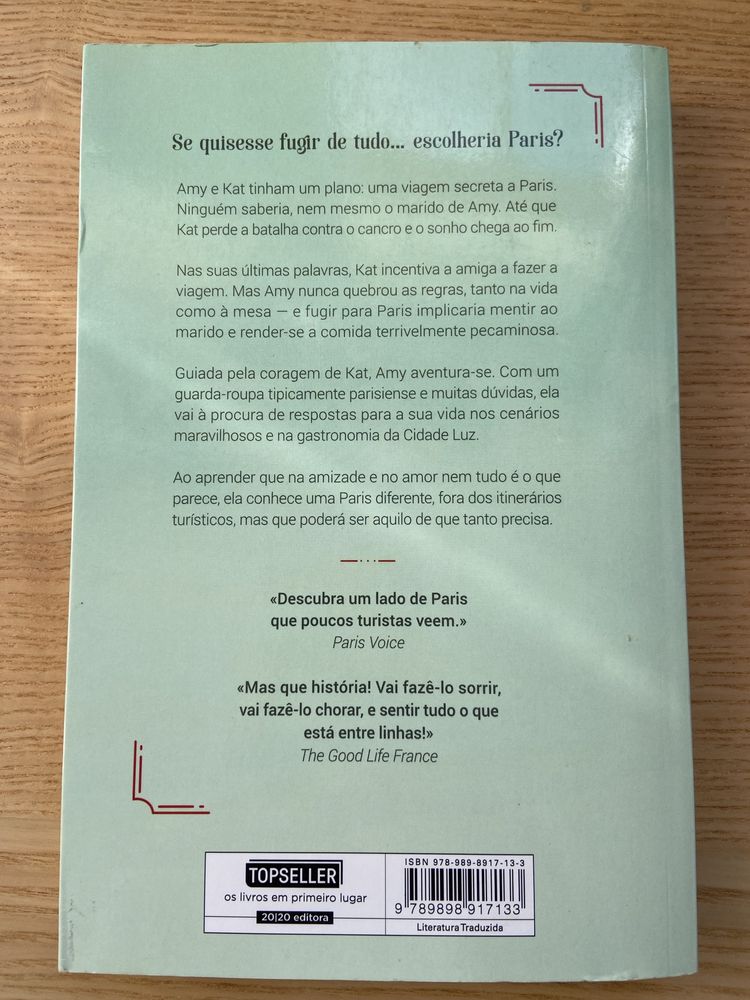 Se quisesse fugir de tudo... escolheria Paris?
Amy e Kat tinham um plano: uma viagem secreta a Paris.
Ninguém saberia, nem mesmo o marido de Amy. Até que
Kat perde a batalha contra o cancro e o sonho chega ao fim.
Nas suas últimas palavras, Kat incentiva a amiga a fazer a
viagem. Mas Amy nunca quebrou as regras, tanto na vida
como à mesa — e fugir para Paris implicaria mentir ao
marido e render-se a comida terrivelmente pecaminosa.
Guiada pela coragem de Kat, Amy aventura-se. Com um
guarda-roupa tipicamente parisiense e muitas dúvidas, ela
vai à procura de respostas para a sua vida nos cenários
maravilhosos e na gastronomia da Cidade Luz.
Ao aprender que na amizade e no amor nem tudo é o que
parece, ela conhece uma Paris diferente, fora dos itinerários
turísticos, mas que poderá ser aquilo de que tanto precisa.
«Descubra um lado de Paris
que poucos turistas veem.»
Paris Voice
«Mas que história! Vai fazê-lo sorrir,
vai fazê-lo chorar, e sentir tudo o que
está entre linhas!»
The Good Life France
TOPSELLER
os livros em primeiro lugar
20|20 editora
ISBN 978-989-8917-13-3
9 789898 917133
Literatura Traduzida